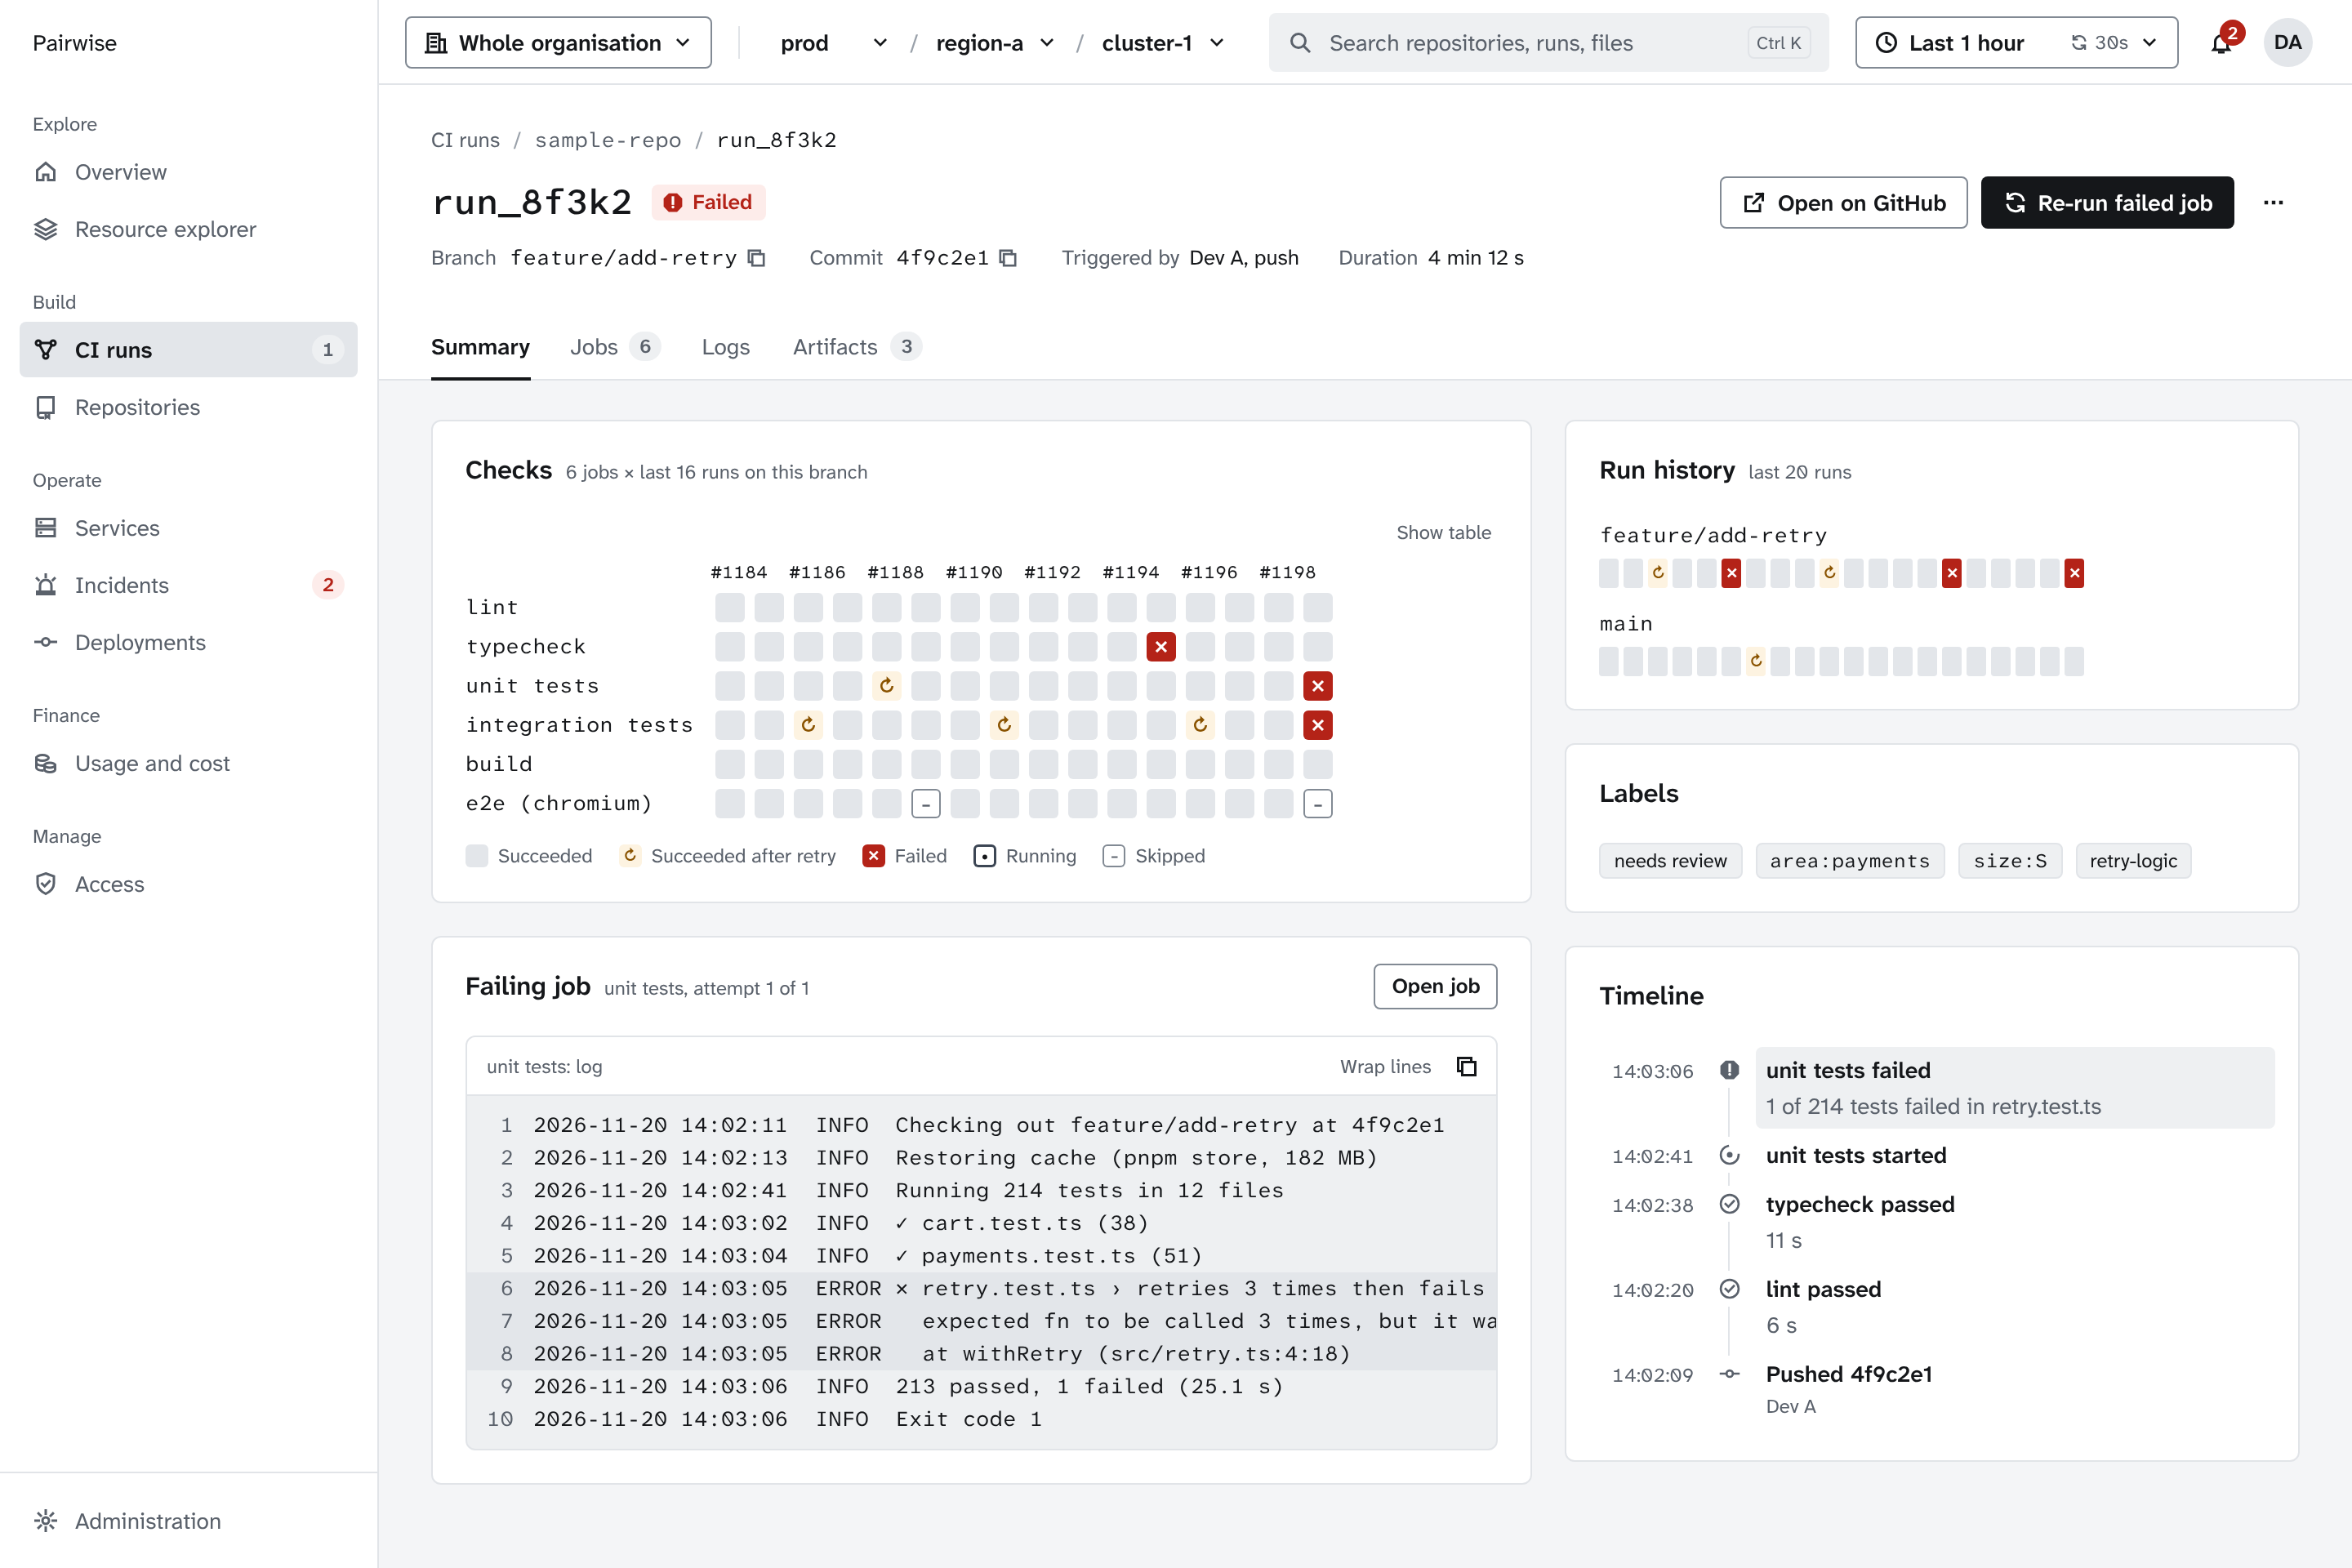 Pairwise
Whole organisation
prod / region-a / cluster-1
Search repositories, runs, files
Ctrl K
Last 1 hour
30s
2
DA
Explore
Overview
Resource explorer
Build
CI runs
1
Repositories
Operate
Services
Incidents
2
Deployments
Finance
Usage and cost
Manage
Access
Administration
CI runs / sample-repo / run_8f3k2
run_8f3k2
Failed
Open on GitHub
Re-run failed job
Branch feature/add-retry
Commit 4f9c2e1
Triggered by Dev A, push
Duration 4 min 12 s
Summary
Jobs 6
Logs
Artifacts 3
Checks 6 jobs × last 16 runs on this branch
Show table
#1184 #1186 #1188 #1190 #1192 #1194 #1196 #1198
lint
typecheck
unit tests
integration tests
build
e2e (chromium)
Succeeded
Succeeded after retry
Failed
Running
Skipped
Failing job unit tests, attempt 1 of 1
Open job
unit tests: log
Wrap lines
1 2026-11-20 14:02:11 INFO Checking out feature/add-retry at 4f9c2e1
2 2026-11-20 14:02:13 INFO Restoring cache (pnpm store, 182 MB)
3 2026-11-20 14:02:41 INFO Running 214 tests in 12 files
4 2026-11-20 14:03:02 INFO ✓ cart.test.ts (38)
5 2026-11-20 14:03:04 INFO ✓ payments.test.ts (51)
6 2026-11-20 14:03:05 ERROR × retry.test.ts › retries 3 times then fails
7 2026-11-20 14:03:05 ERROR expected fn to be called 3 times, but it wa
8 2026-11-20 14:03:05 ERROR at withRetry (src/retry.ts:4:18)
9 2026-11-20 14:03:06 INFO 213 passed, 1 failed (25.1 s)
10 2026-11-20 14:03:06 INFO Exit code 1
Run history last 20 runs
feature/add-retry
main
Labels
needs review
area:payments
size:S
retry-logic
Timeline
14:03:06 unit tests failed
1 of 214 tests failed in retry.test.ts
14:02:41 unit tests started
14:02:38 typecheck passed
11 s
14:02:20 lint passed
6 s
14:02:09 Pushed 4f9c2e1
Dev A